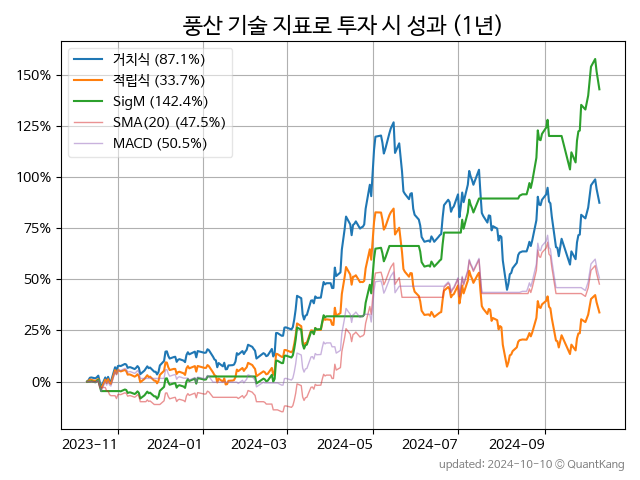 풍산 기술 지표로 투자 시 성과 (1년)
거치식 (87.1%)
적립식 (33.7%)
SigM (142.4%)
SMA(20) (47.5%)
MACD (50.5%)
150%
125%
100%
75%
50%
25%
0%
2023-11 2024-01 2024-03 2024-05 2024-07 2024-09
updated: 2024-10-10 © QuantKang